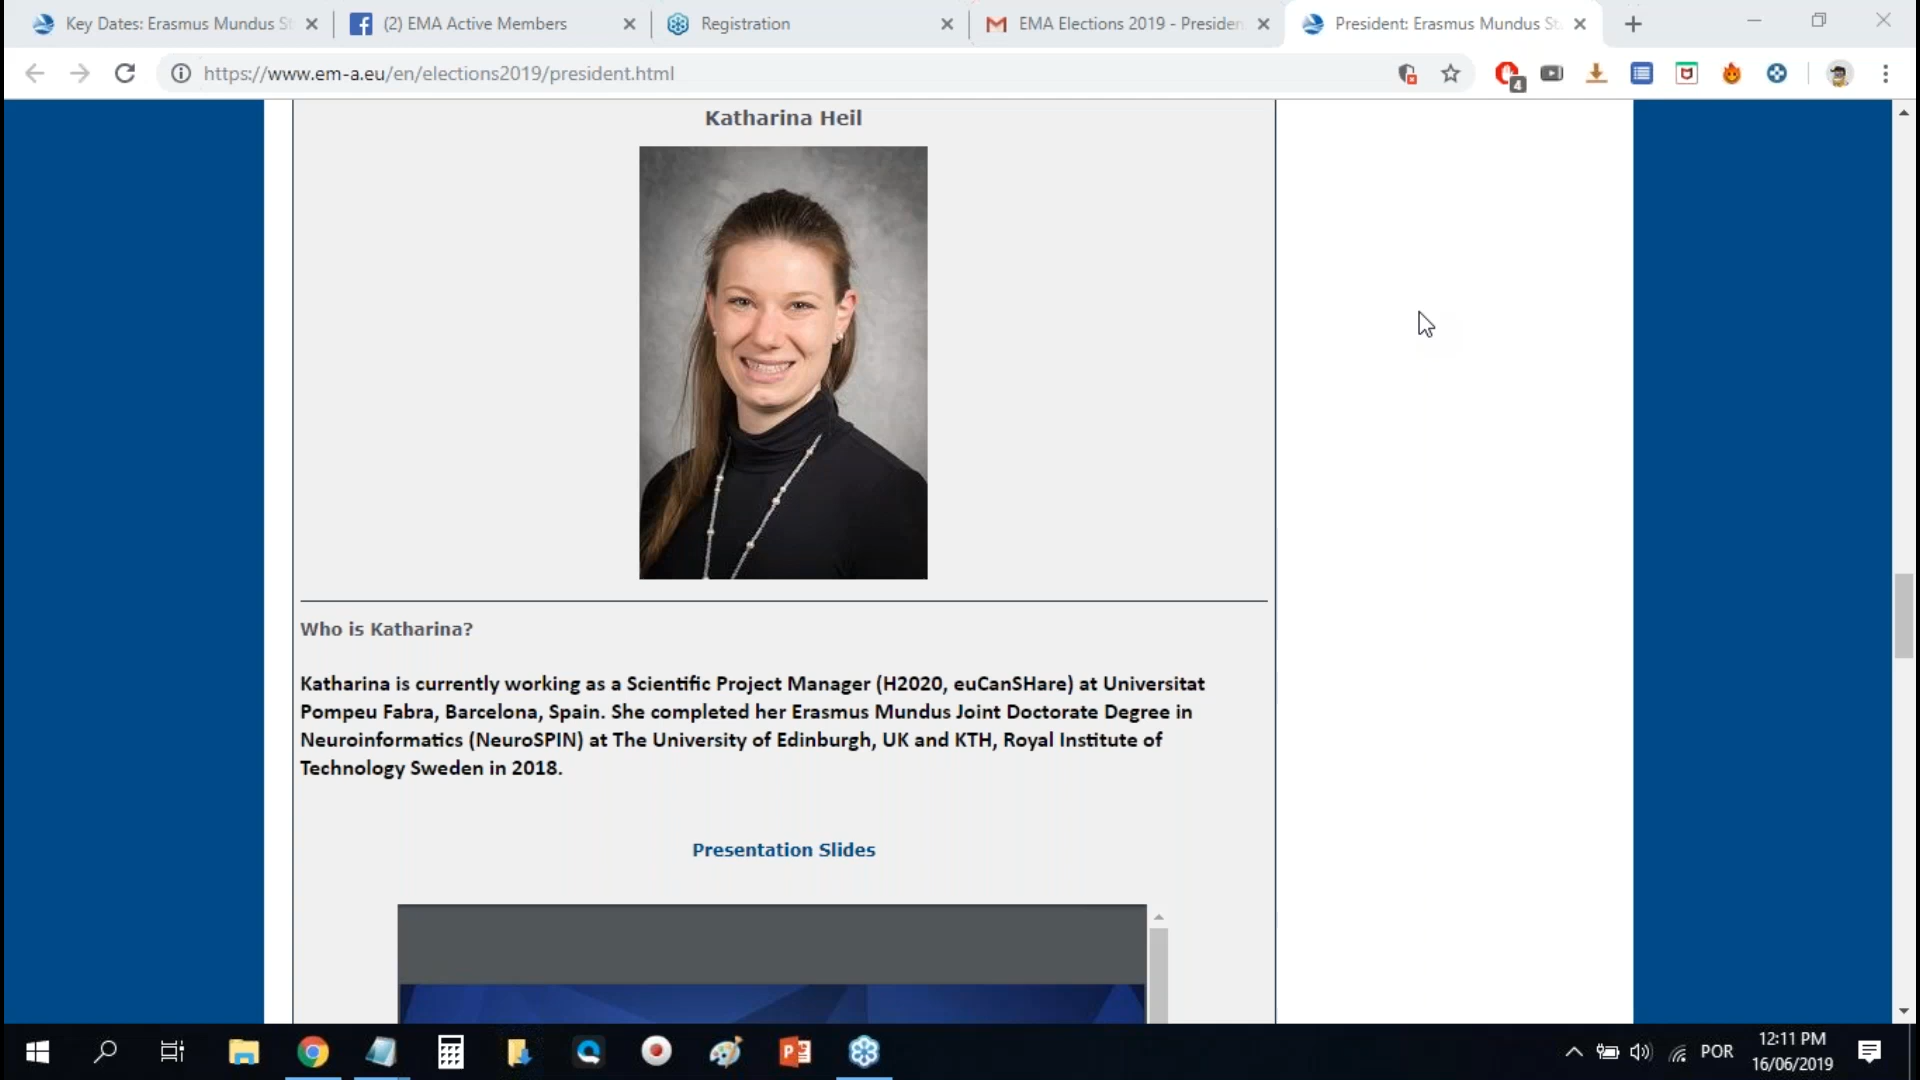 Key Dates: Erasmus Mundus St
(2) EMA Active Members
Registration
EMA Elections 2019 - Presiden
President: Erasmus Mundus St
https://www.em-a.eu/en/elections2019/president.html
4
Katharina Heil
Who is Katharina?
Katharina is currently working as a Scientific Project Manager (H2020, euCanSHare) at Universitat
Pompeu Fabra, Barcelona, Spain. She completed her Erasmus Mundus Joint Doctorate Degree in
Neuroinformatics (NeuroSPIN) at The University of Edinburgh, UK and KTH, Royal Institute of
Technology Sweden in 2018.
Presentation Slides
POR
12:11 PM
16/06/2019